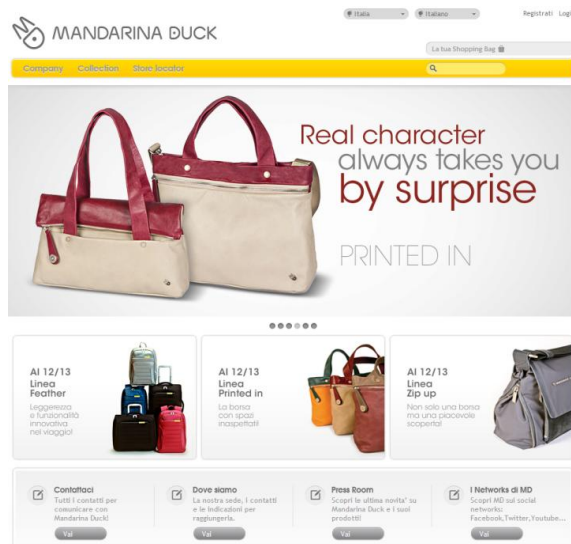 Italia
Italiano
Registrati
MANDARINA DUCK
La tua Shopping Bag
Company Collection Store locator
Real character
always takes you
by surprise
PRINTED IN
AI 12/13
Linea
Feather
Leggerezza
e funzionalità
innovativa
nei viaggi!
AI 12/13
Linea
Printed in
La borsa
con spazi
inaspettati!
AI 12/13
Linea
Zip up
Non solo una borsa
ma una piacevole
scoperta!
Contattaci
Tutti i contatti per
comunicare con
Mandarina Duck!
Vai
Dove siamo
La nostra sede, i contatti
e le indicazioni per
raggiungerla.
Vai
Press Room
Scopri le ultima novita' su
Mandarina Duck e i suoi
prodotti!
Vai
I Networks di MD
Scopri MD sui social
networks:
Facebook,Twitter,Youtube...
Vai